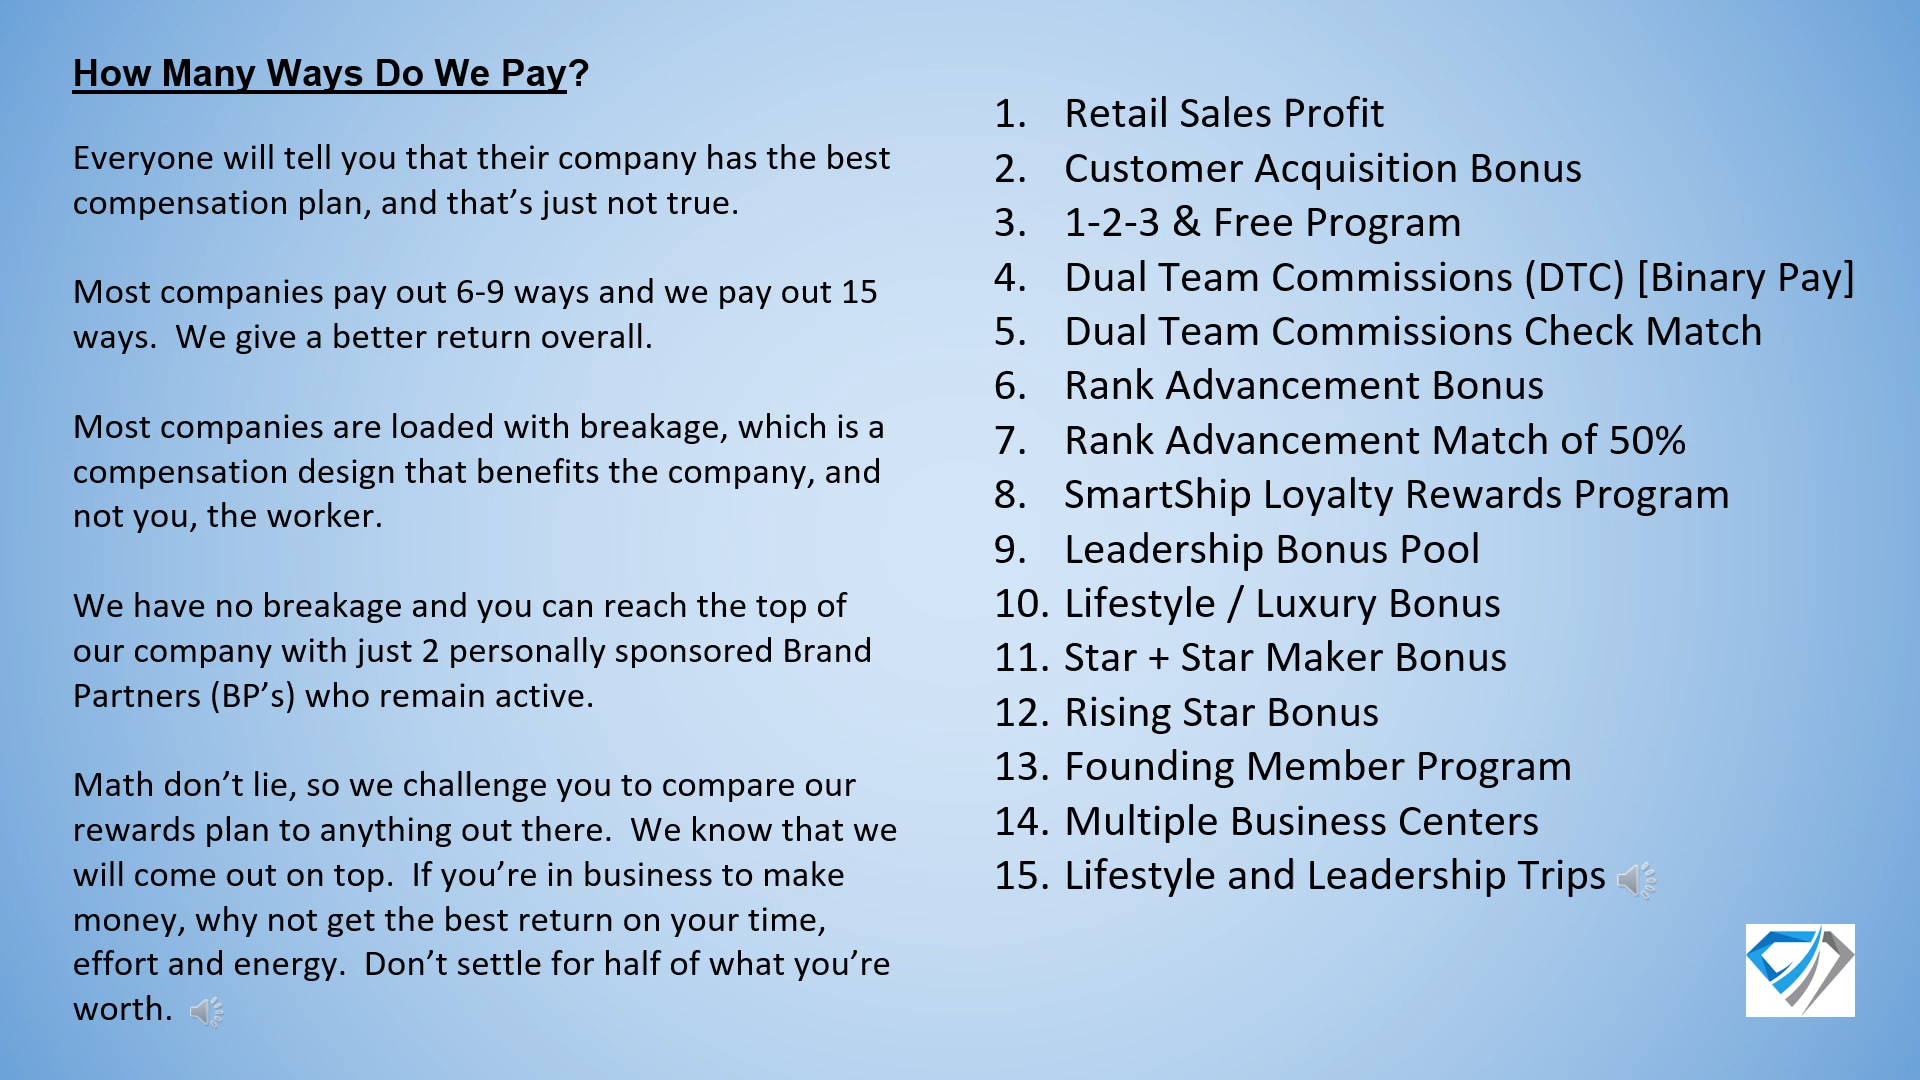 How Many Ways Do We Pay?
Everyone will tell you that their company has the best
compensation plan, and that’s just not true.
Most companies pay out 6-9 ways and we pay out 15
ways.  We give a better return overall.
Most companies are loaded with breakage, which is a
compensation design that benefits the company, and
not you, the worker.
We have no breakage and you can reach the top of
our company with just 2 personally sponsored Brand
Partners (BP’s) who remain active.
Math don’t lie, so we challenge you to compare our
rewards plan to anything out there.  We know that we
will come out on top.  If you’re in business to make
money, why not get the best return on your time,
effort and energy.  Don’t settle for half of what you’re
worth.
1. Retail Sales Profit
2. Customer Acquisition Bonus
3. 1-2-3 & Free Program
4. Dual Team Commissions (DTC) [Binary Pay]
5. Dual Team Commissions Check Match
6. Rank Advancement Bonus
7. Rank Advancement Match of 50%
8. SmartShip Loyalty Rewards Program
9. Leadership Bonus Pool
10. Lifestyle / Luxury Bonus
11. Star + Star Maker Bonus
12. Rising Star Bonus
13. Founding Member Program
14. Multiple Business Centers
15. Lifestyle and Leadership Trips